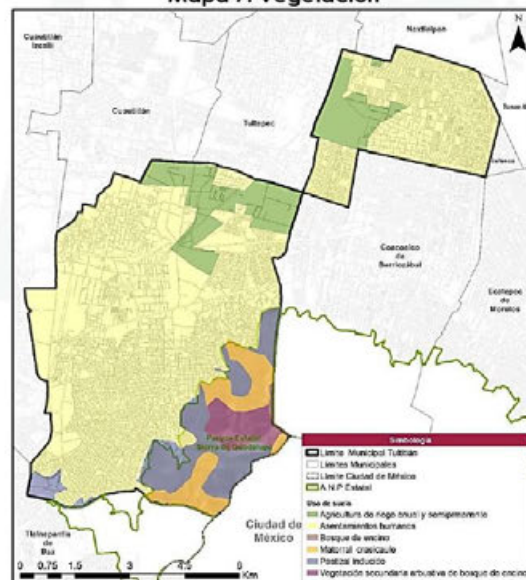 Mapa 7. Vegetación
Cuautitlán
Izcalli
Cuautitlán
Tultepec
Nextlalpan
N
Coacalco
de
Berriozábal
Ecatepec
de
Morelos
Parque Estatal
Sierra de Guadalupe
Tlalnepantla
de
Baz
Ciudad de
México
0 0.75 1.5 3 4.5 6
Km
Simbología
Límite Municipal Tultitlán
Límites Municipales
Límite Ciudad de México
A.N.P Estatal
Uso de suelo
Agricultura de riego anual y semipermanente
Asentamientos humanos
Bosque de encino
Matorral crasicaule
Pastizal inducido
Vegetación secundaria arbustiva de bosque de encino